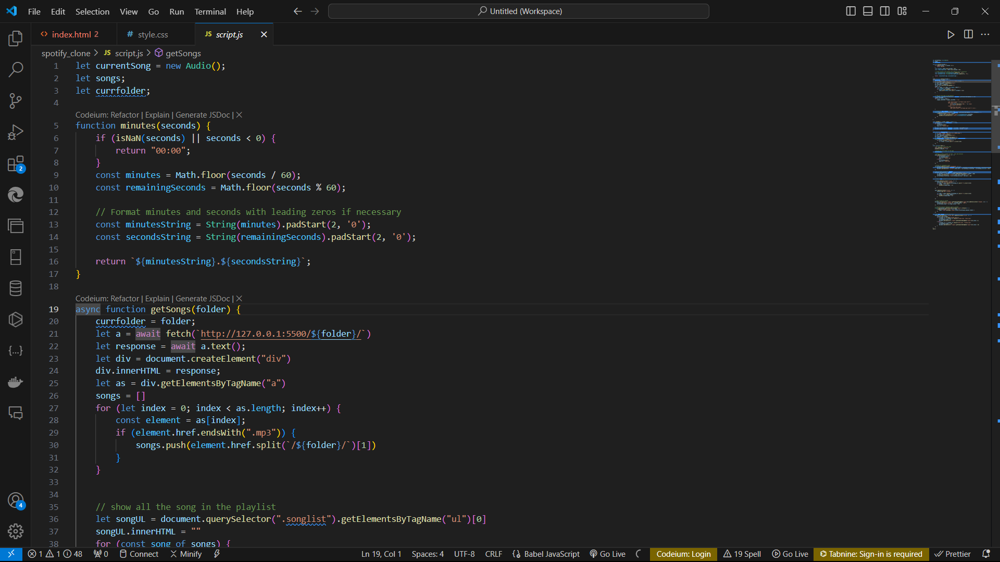 File Edit Selection View Go Run Terminal Help
Untitled (Workspace)
index.html 2
# style.css
JS script.js
spotify_clone > JS script.js > getSongs
1 let currentSong = new Audio();
2 let songs;
3 let currfolder;
4
Codeium: Refactor | Explain | Generate JSDoc | ×
5 function minutes(seconds) {
6 if (isNaN(seconds) || seconds < 0) {
7 return "00:00";
8 }
9 const minutes = Math.floor(seconds / 60);
10 const remainingSeconds = Math.floor(seconds % 60);
11
12 // Format minutes and seconds with leading zeros if necessary
13 const minutesString = String(minutes).padStart(2, '0');
14 const secondsString = String(remainingSeconds).padStart(2, '0');
15
16 return `${minutesString}.${secondsString}`;
17 }
18
Codeium: Refactor | Explain | Generate JSDoc | ×
19 async function getSongs(folder) {
20 currfolder = folder;
21 let a = await fetch(`http://127.0.0.1:5500/${folder}/`)
22 let response = await a.text();
23 let div = document.createElement("div")
24 div.innerHTML = response;
25 let as = div.getElementsByTagName("a")
26 songs = []
27 for (let index = 0; index < as.length; index++) {
28 const element = as[index];
29 if (element.href.endsWith(".mp3")) {
30 songs.push(element.href.split(`/${folder}/`)[1])
31 }
32 }
33
34
35 // show all the song in the playlist
36 let songUL = document.querySelector(".songlist").getElementsByTagName("ul")[0]
37 songUL.innerHTML = ""
38 for (const song of songs) {
2
4
1 1 48 0 Connect Minify Ln 19, Col 1 Spaces: 4 UTF-8 CRLF Babel JavaScript Go Live Codeium: Login 19 Spell Go Live Tabnine: Sign-in is required Prettier